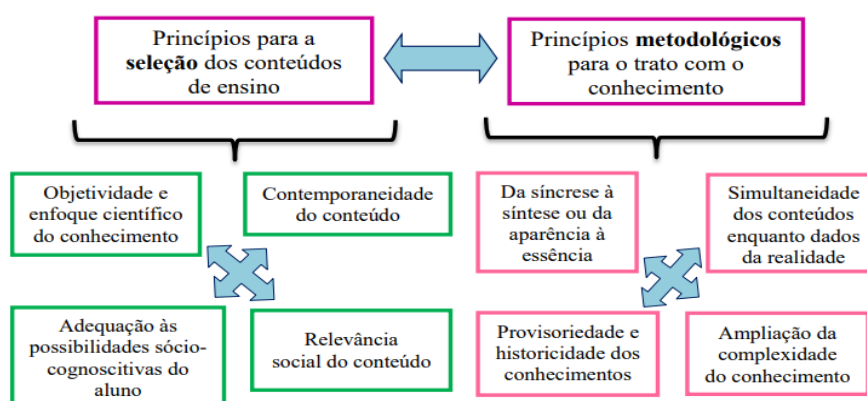 Princípios para a
seleção dos conteúdos
de ensino
Princípios metodológicos
para o trato com o
conhecimento
Objetividade e
enfoque científico
do conhecimento
Contemporaneidade
do conteúdo
Da síncrese à
síntese ou da
aparência à
essência
Simultaneidade
dos conteúdos
enquanto dados
da realidade
Adequação às
possibilidades sócio-
cognoscitivas do
aluno
Relevância
social do conteúdo
Provisoriedade e
historicidade dos
conhecimentos
Ampliação da
complexidade
do conhecimento